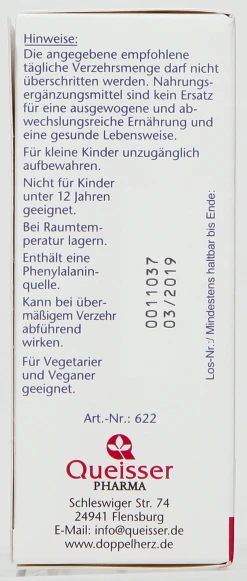 Hinweise:
Die angegebene empfohlene
tägliche Verzehrsmenge darf nicht
überschritten werden. Nahrungs-
ergänzungsmittel sind kein Ersatz
für eine ausgewogene und ab-
wechslungsreiche Ernährung und
eine gesunde Lebensweise.
Für kleine Kinder unzugänglich
aufbewahren.
Nicht für Kinder
unter 12 Jahren
geeignet.
Bei Raumtem-
peratur lagern.
Enthält eine
Phenylalanin-
quelle.
Kann bei über-
mäßigem Verzehr
abführend
wirken.
Für Vegetarier
und Veganer
geeignet.
0011037
03/2019
Los-Nr.:/ Mindestens haltbar bis Ende:
Art.-Nr.: 622
Queisser
PHARMA
Schleswiger Str. 74
24941 Flensburg
E-Mail: info@queisser.de
www.doppelherz.de